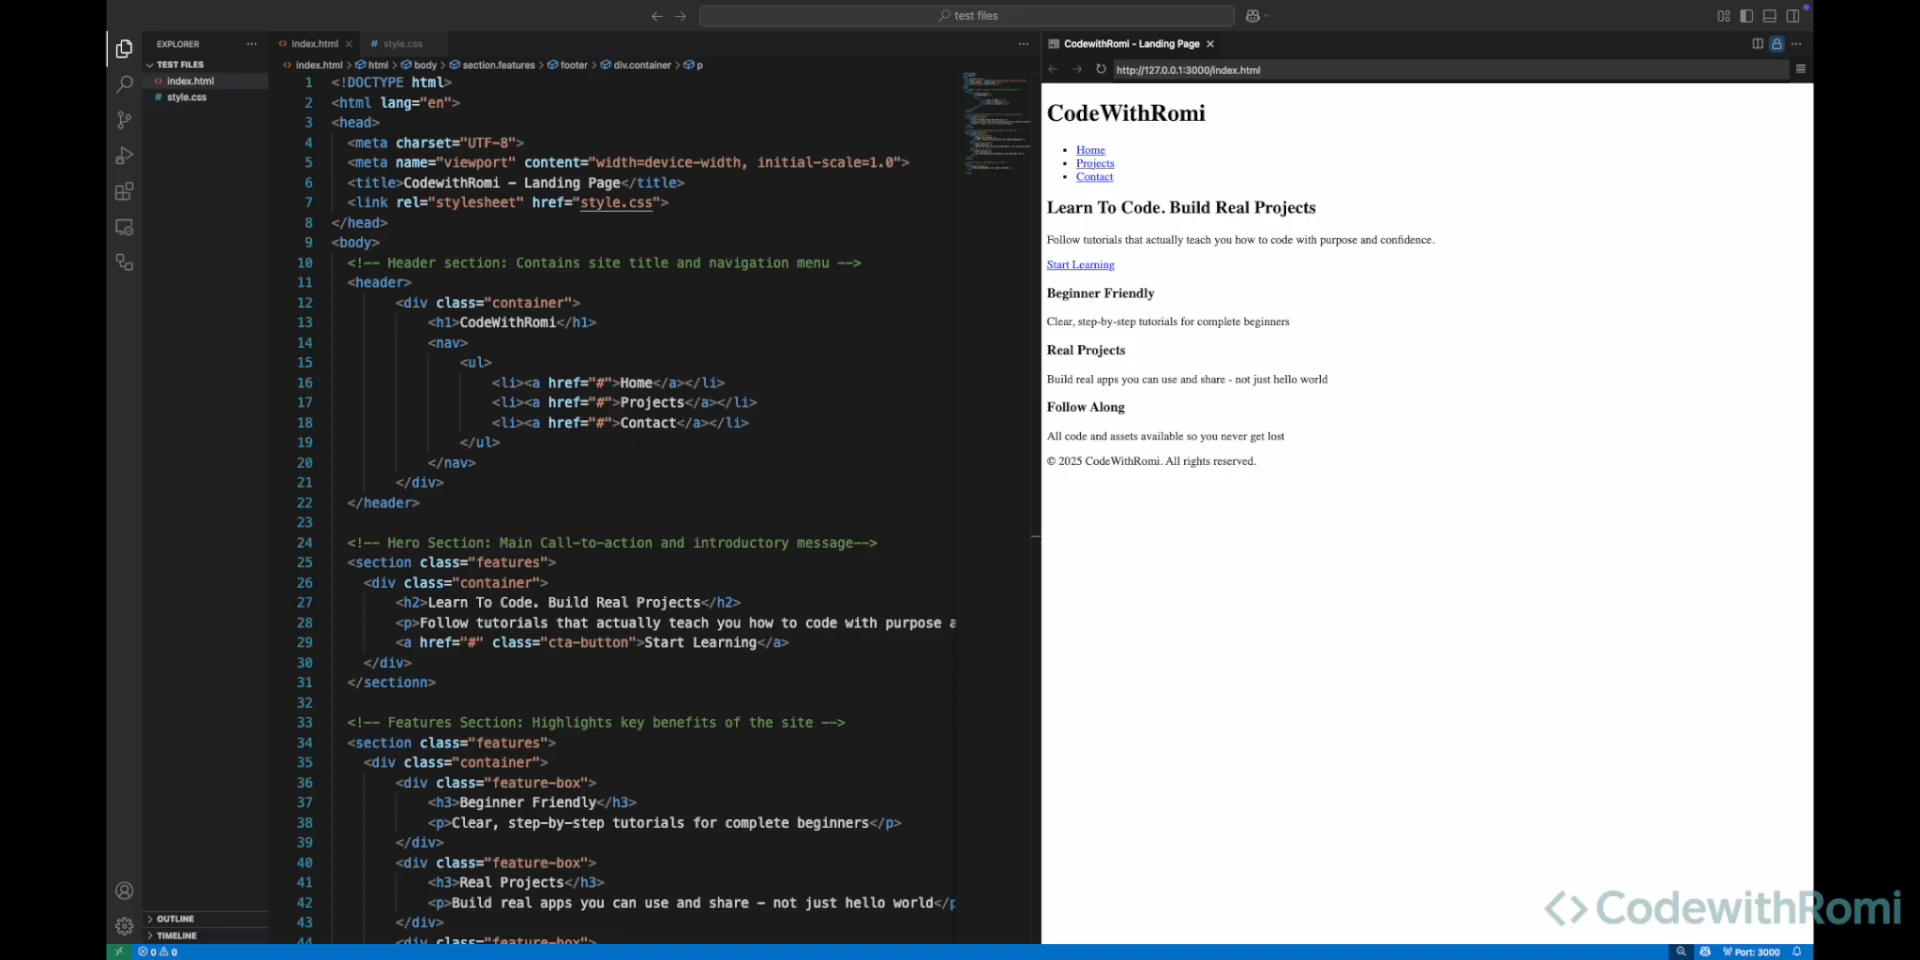 test files
EXPLORER
TEST FILES
index.html
style.css
OUTLINE
TIMELINE
index.html
style.css
index.html > html > body > section.features > footer > div.container > p
1 <!DOCTYPE html>
2 <html lang="en">
3 <head>
4 <meta charset="UTF-8">
5 <meta name="viewport" content="width=device-width, initial-scale=1.0">
6 <title>CodewithRomi - Landing Page</title>
7 <link rel="stylesheet" href="style.css">
8 </head>
9 <body>
10 <!-- Header section: Contains site title and navigation menu -->
11 <header>
12 <div class="container">
13 <h1>CodeWithRomi</h1>
14 <nav>
15 <ul>
16 <li><a href="#">Home</a></li>
17 <li><a href="#">Projects</a></li>
18 <li><a href="#">Contact</a></li>
19 </ul>
20 </nav>
21 </div>
22 </header>
23
24 <!-- Hero Section: Main Call-to-action and introductory message-->
25 <section class="features">
26 <div class="container">
27 <h2>Learn To Code. Build Real Projects</h2>
28 <p>Follow tutorials that actually teach you how to code with purpose a
29 <a href="#" class="cta-button">Start Learning</a>
30 </div>
31 </sectionn>
32
33 <!-- Features Section: Highlights key benefits of the site -->
34 <section class="features">
35 <div class="container">
36 <div class="feature-box">
37 <h3>Beginner Friendly</h3>
38 <p>Clear, step-by-step tutorials for complete beginners</p>
39 </div>
40 <div class="feature-box">
41 <h3>Real Projects</h3>
42 <p>Build real apps you can use and share - not just hello world</p
43 </div>
44 <div class="feature-box">
CodewithRomi - Landing Page
http://127.0.0.1:3000/index.html
CodeWithRomi
Home
Projects
Contact
Learn To Code. Build Real Projects
Follow tutorials that actually teach you how to code with purpose and confidence.
Start Learning
Beginner Friendly
Clear, step-by-step tutorials for complete beginners
Real Projects
Build real apps you can use and share - not just hello world
Follow Along
All code and assets available so you never get lost
© 2025 CodeWithRomi. All rights reserved.
<> CodewithRomi
0 0
Port: 3000